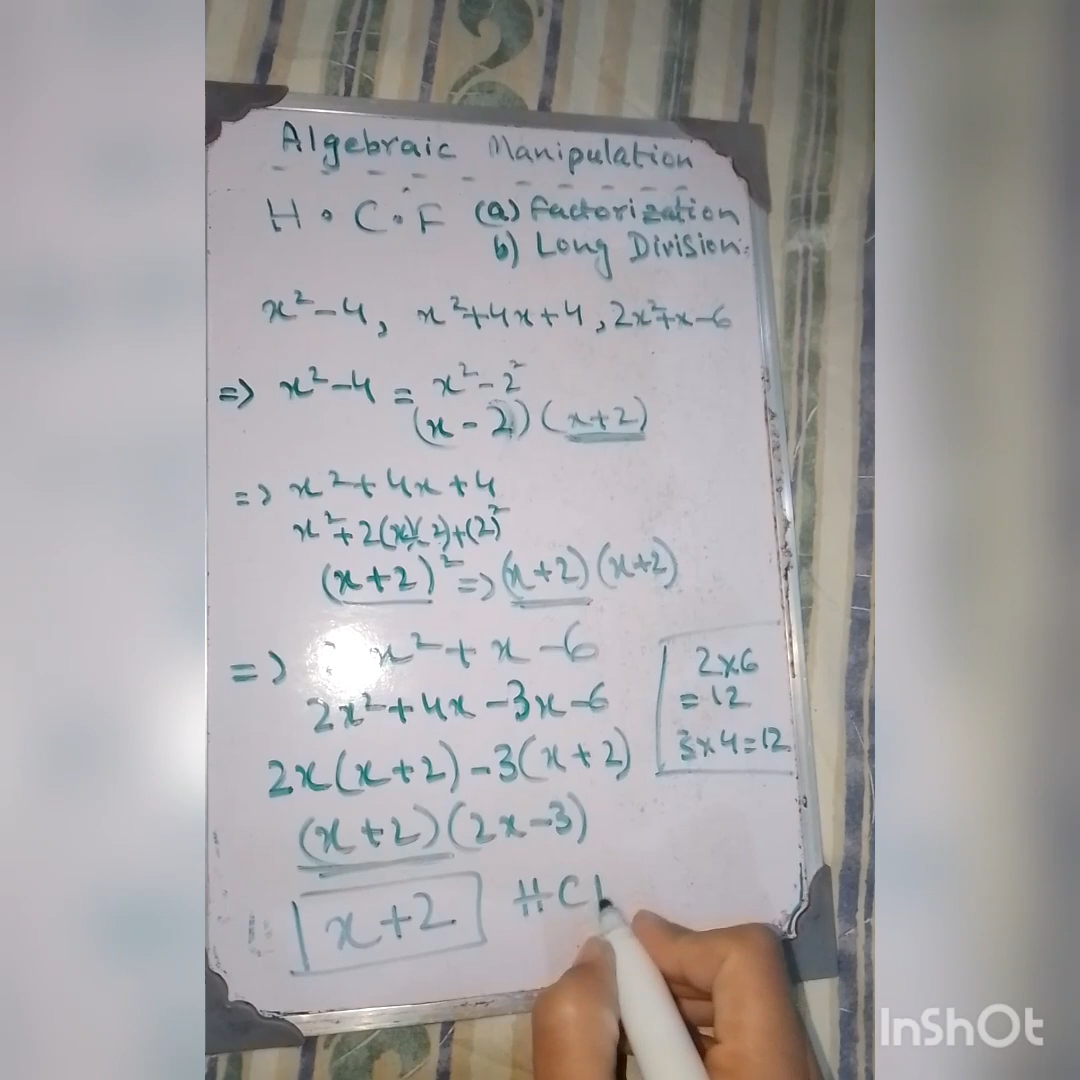 Algebraic Manipulation
H.C.F (a) Factorization
b) Long Division:
x²-4, x²+4x+4, 2x²+x-6
=> x²-4 = x²-2²
(x-2)(x+2)
=> x²+4x+4
x²+2(x)(2)+(2)²
(x+2)² => (x+2)(x+2)
=> x²+x-6
2x²+4x-3x-6
2x(x+2)-3(x+2)
(x+2)(2x-3)
2x6
=12
3x4=12
x+2 HC
InShOt